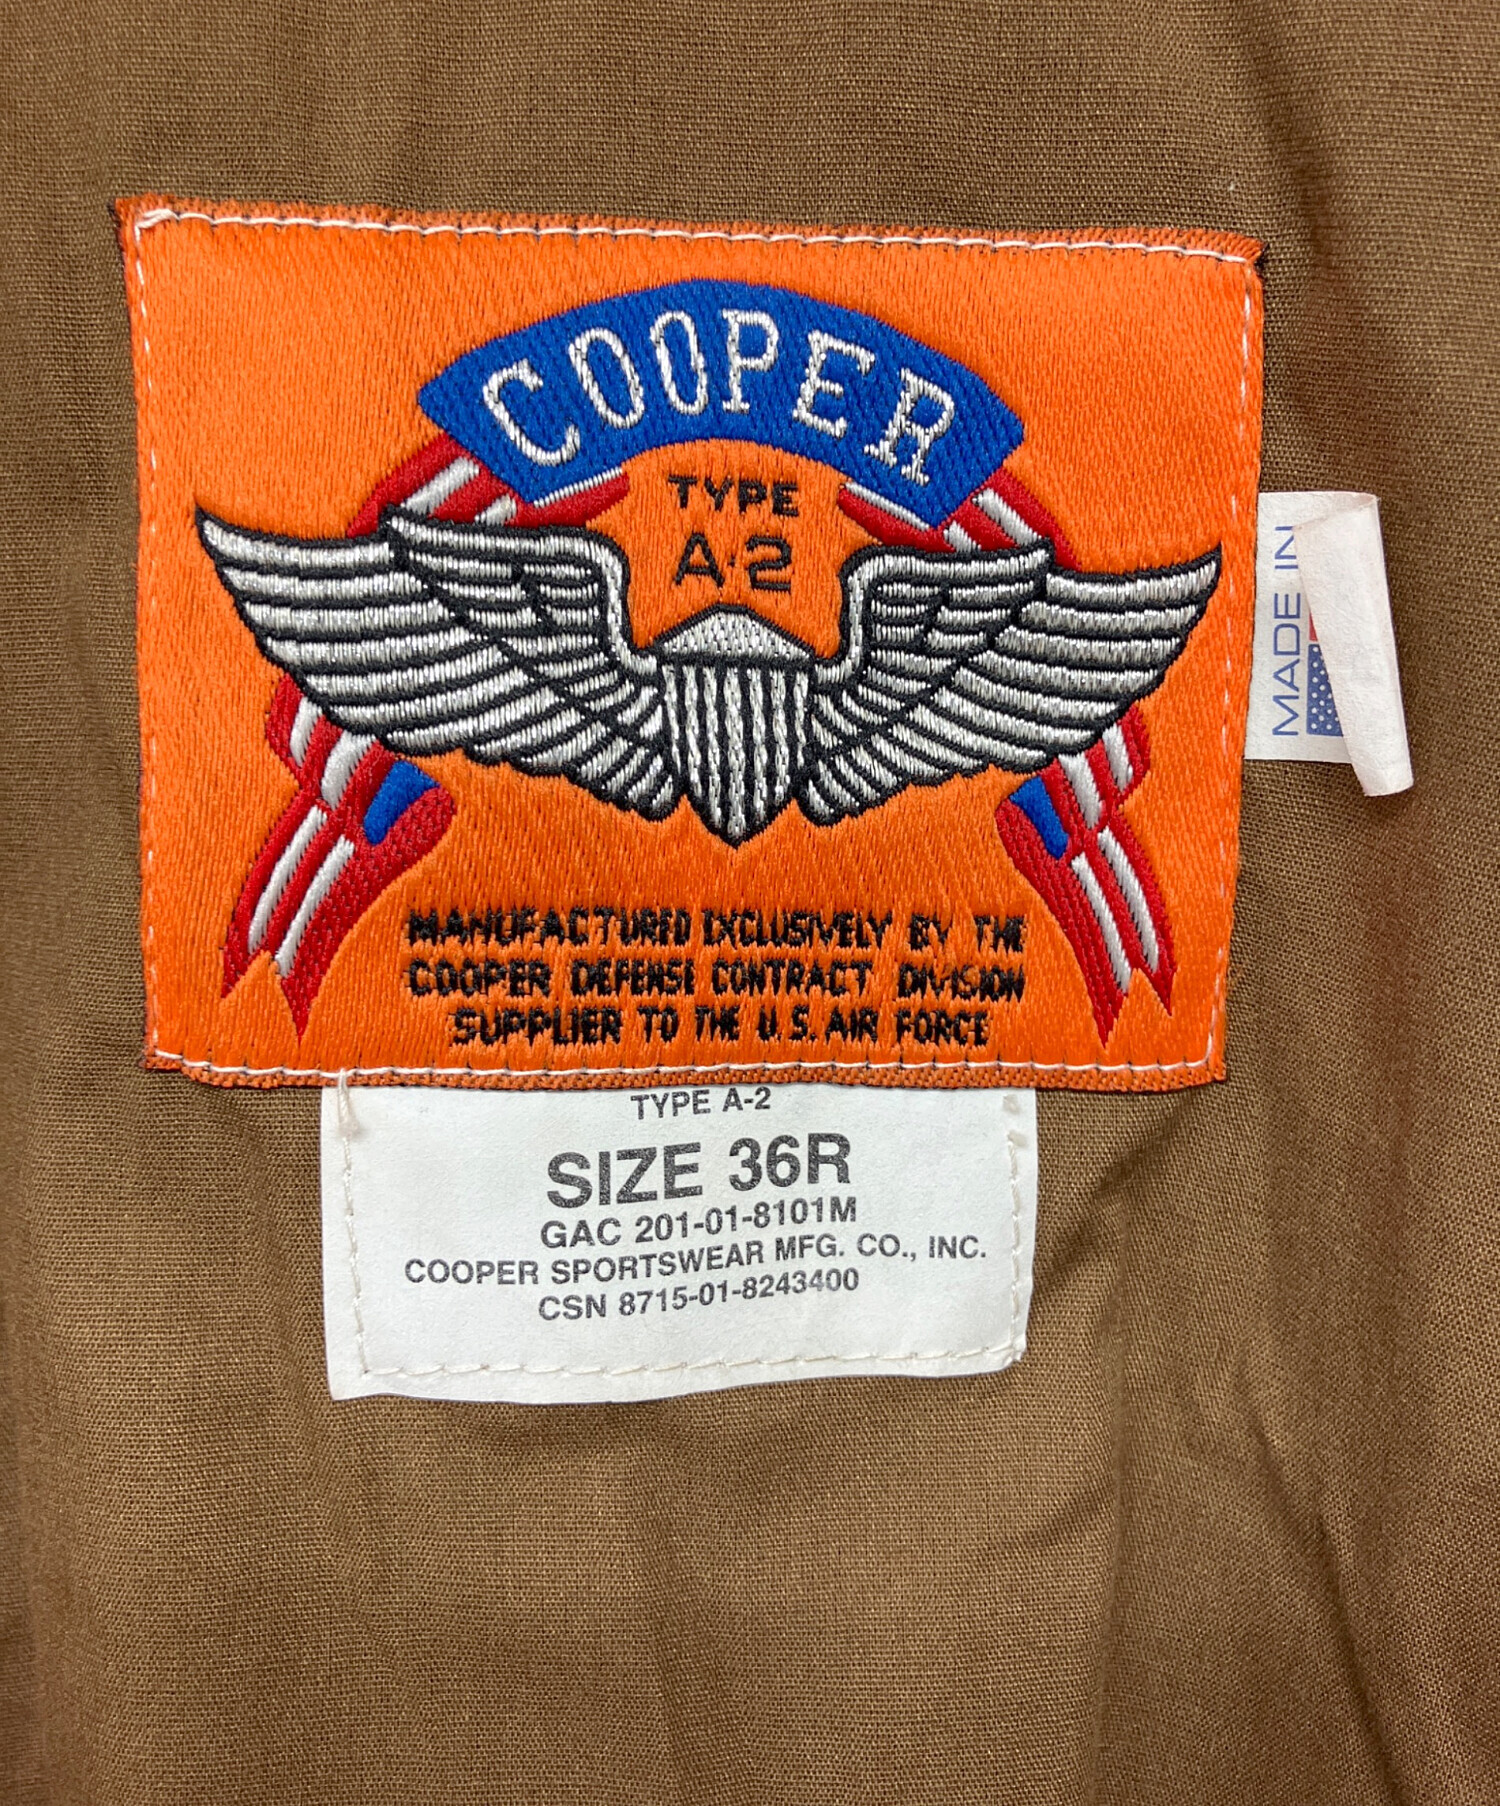 COOPER
TYPE
A-2
MANUFACTURED EXCLUSIVELY BY THE
COOPER DEFENSE CONTRACT DIVISION
SUPPLIER TO THE U.S. AIR FORCE
MADE IN
TYPE A-2
SIZE 36R
GAC 201-01-8101M
COOPER SPORTSWEAR MFG. CO., INC.
CSN 8715-01-8243400